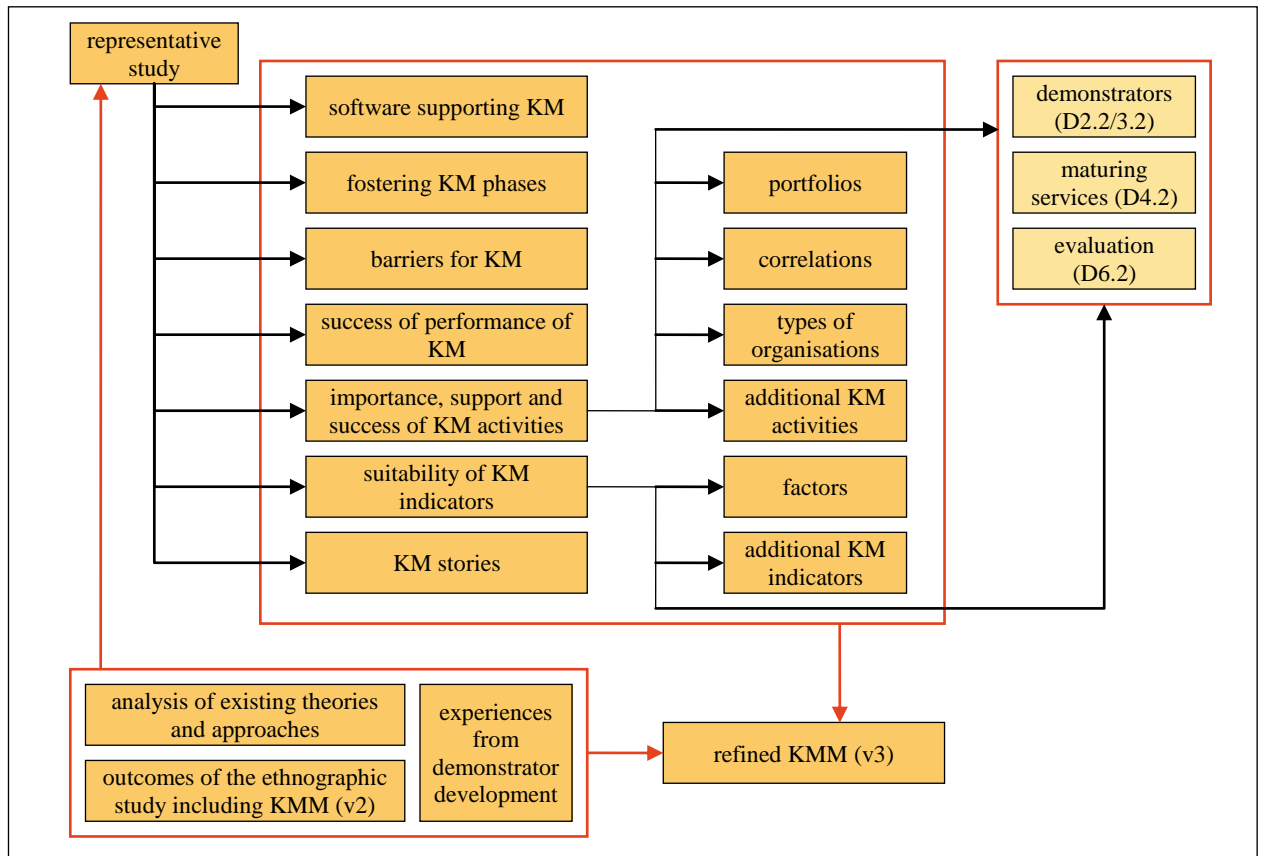 representative
study
software supporting KM
fostering KM phases
barriers for KM
success of performance of
KM
importance, support and
success of KM activities
suitability of KM
indicators
KM stories
portfolios
correlations
types of
organisations
additional KM
activities
factors
additional KM
indicators
demonstrators
(D2.2/3.2)
maturing
services (D4.2)
evaluation
(D6.2)
analysis of existing theories
and approaches
outcomes of the ethnographic
study including KMM (v2)
experiences
from
demonstrator
development
refined KMM (v3)